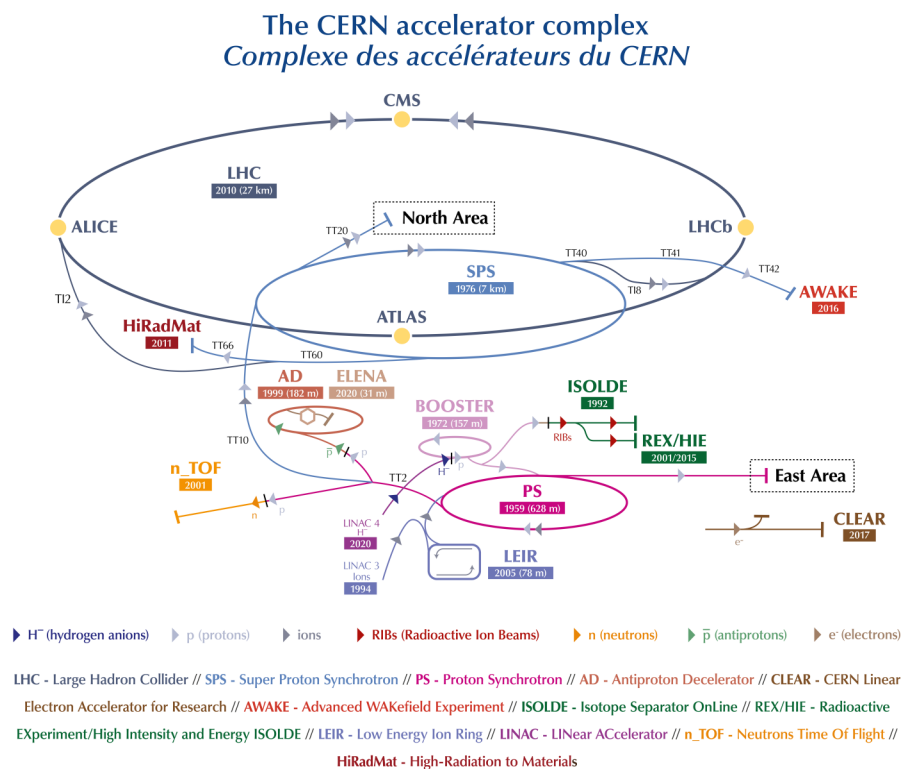 The CERN accelerator complex
Complexe des accélérateurs du CERN
CMS
LHC
2010 (27 km)
North Area
TT20
ALICE
LHCb
TT40
TT41
SPS
1976 (7 km)
TI8
TT42
AWAKE
2016
TI2
ATLAS
HiRadMat
2011
TT66
TT60
AD
1999 (182 m)
ELENA
2020 (31 m)
ISOLDE
1992
BOOSTER
1972 (157 m)
RIBs
REX/HIE
2001/2015
TT10
p
p
H⁻
p
n_TOF
2001
TT2
East Area
PS
1959 (628 m)
n
p
LINAC 4
H⁻
2020
CLEAR
2017
e⁻
LINAC 3
Ions
1994
LEIR
2005 (78 m)
H⁻ (hydrogen anions)
p (protons)
ions
RIBs (Radioactive Ion Beams)
n (neutrons)
p̅ (antiprotons)
e⁻ (electrons)
LHC - Large Hadron Collider // SPS - Super Proton Synchrotron // PS - Proton Synchrotron // AD - Antiproton Decelerator // CLEAR - CERN Linear
Electron Accelerator for Research // AWAKE - Advanced WAKefield Experiment // ISOLDE - Isotope Separator OnLine // REX/HIE - Radioactive
EXperiment/High Intensity and Energy ISOLDE // LEIR - Low Energy Ion Ring // LINAC - LINear ACcelerator // n_TOF - Neutrons Time Of Flight //
HiRadMat - High-Radiation to Materials